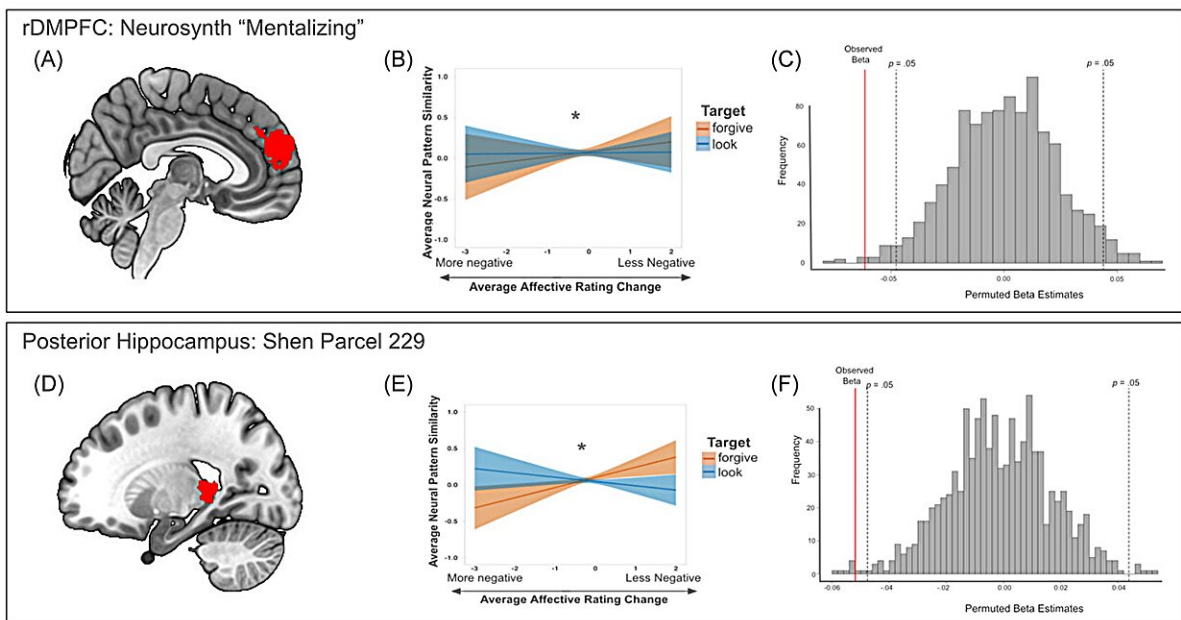 rDMPFC: Neurosynth “Mentalizing”
(A)
(B)
Average Neural Pattern Similarity
1.0
0.5
0.0
-0.5
-1.0
*
-3
-2
-1
0
1
2
More negative
Less Negative
Average Affective Rating Change
Target
forgive
look
(C)
Observed
Beta
p = .05
p = .05
Frequency
80
60
40
20
0
-0.05
0.00
0.05
Permuted Beta Estimates
Posterior Hippocampus: Shen Parcel 229
(D)
(E)
Average Neural Pattern Similarity
1.0
0.5
0.0
-0.5
-1.0
*
-3
-2
-1
0
1
2
More negative
Less Negative
Average Affective Rating Change
Target
forgive
look
(F)
Observed
Beta
p = .05
p = .05
Frequency
50
40
30
20
10
0
-0.06
-.04
-.02
0.00
0.02
0.04
Permuted Beta Estimates